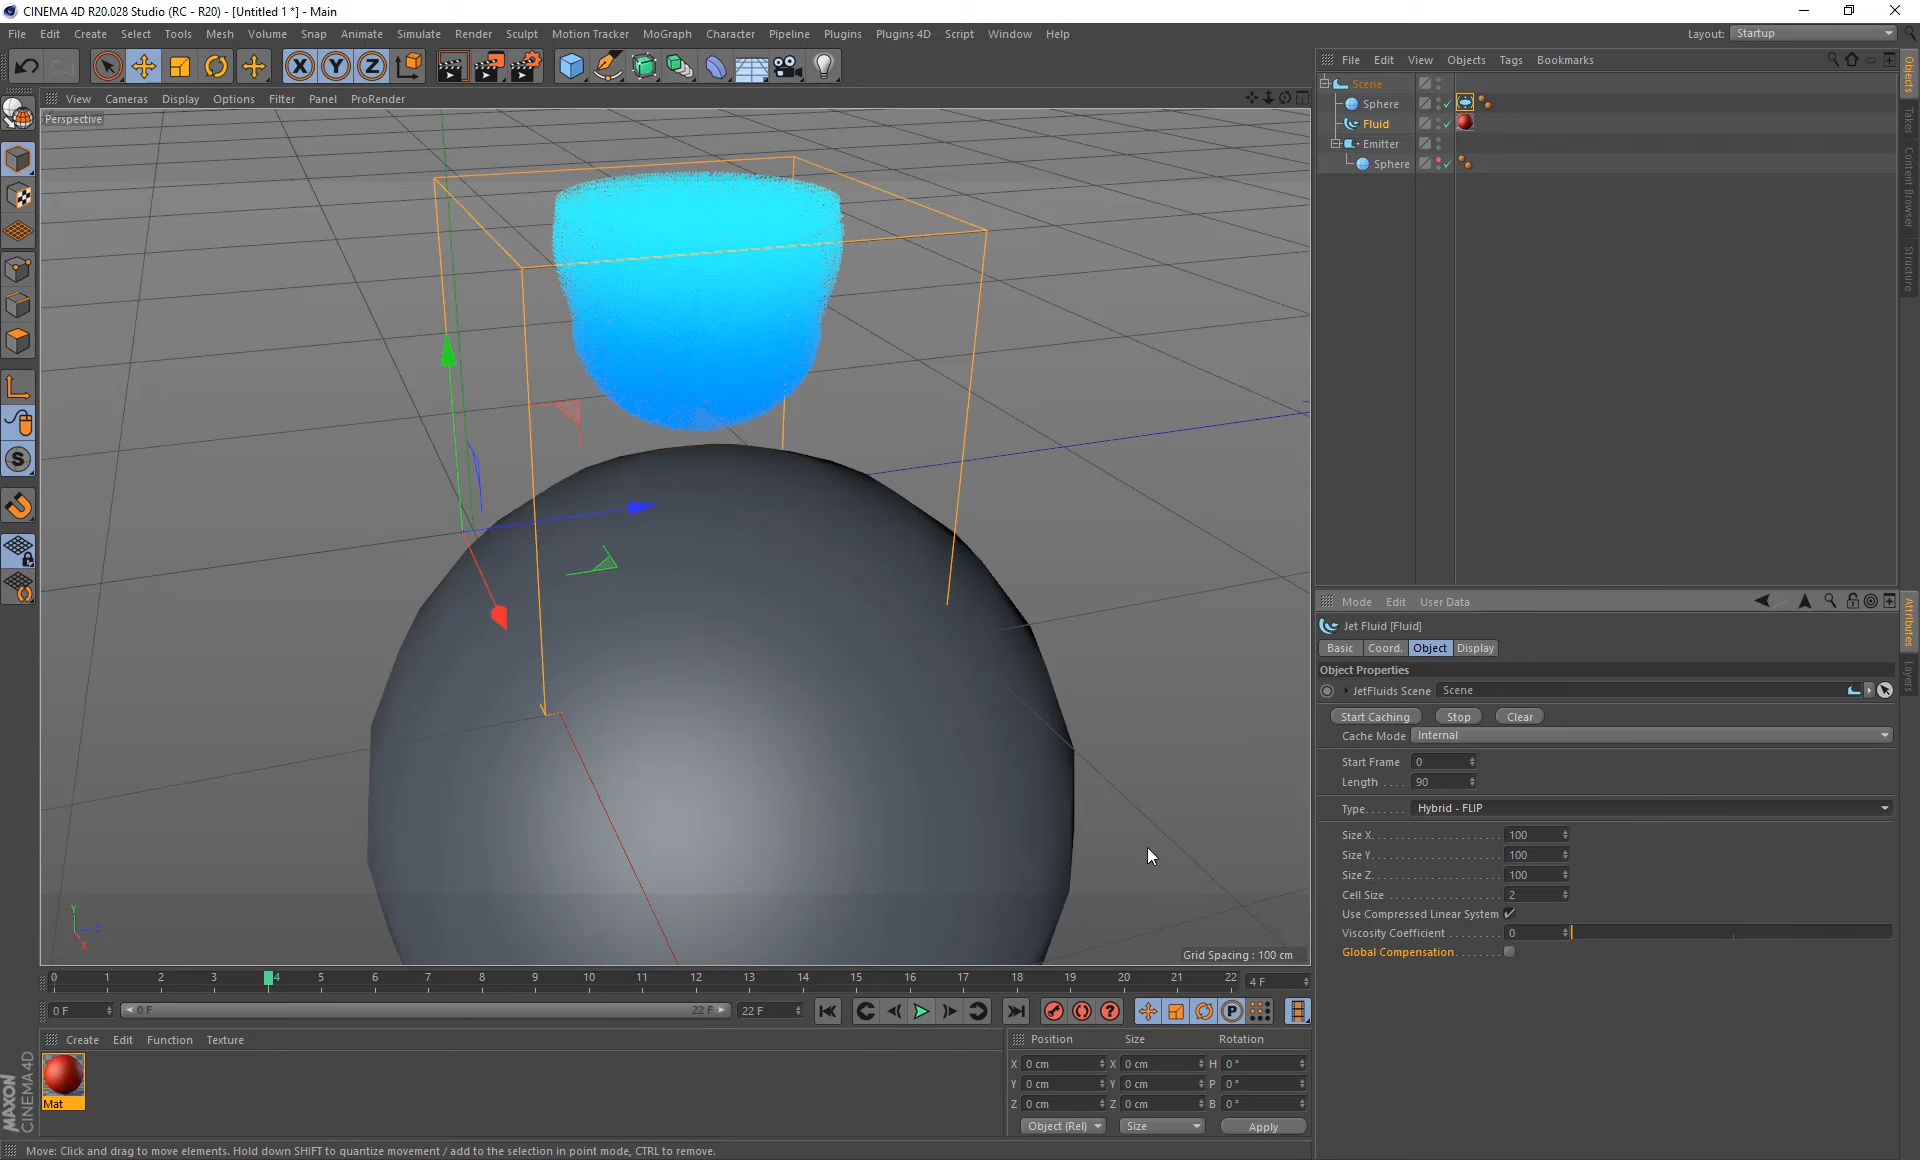 CINEMA 4D R20.028 Studio (RC - R20) - [Untitled 1 *] - Main
File Edit Create Select Tools Mesh Volume Snap Animate Simulate Render Sculpt Motion Tracker MoGraph Character Pipeline Plugins Plugins 4D Script Window Help
Layout: Startup
X Y Z
View Cameras Display Options Filter Panel ProRender
Perspective
Grid Spacing : 100 cm
Y
Z
X
S
File Edit View Objects Tags Bookmarks
Scene
Sphere
Fluid
Emitter
Sphere
Objects
Takes
Content Browser
Structure
Mode Edit User Data
Jet Fluid [Fluid]
Basic Coord. Object Display
Object Properties
JetFluids Scene Scene
Start Caching Stop Clear
Cache Mode Internal
Start Frame 0
Length . . . . 90
Type. . . . . . . Hybrid - FLIP
Size X. . . . . . . . . . . . . . . . . . . . . . 100
Size Y. . . . . . . . . . . . . . . . . . . . . . 100
Size Z. . . . . . . . . . . . . . . . . . . . . . 100
Cell Size . . . . . . . . . . . . . . . . . . . 2
Use Compressed Linear System
Viscosity Coefficient . . . . . . . . . 0
Global Compensation. . . . . . . .
Attributes
Layers
0 1 2 3 4 5 6 7 8 9 10 11 12 13 14 15 16 17 18 19 20 21 22 4 F
0 F 0 F 22 F 22 F
P
Create Edit Function Texture
Mat
Position Size Rotation
X 0 cm X 0 cm H 0 °
Y 0 cm Y 0 cm P 0 °
Z 0 cm Z 0 cm B 0 °
Object (Rel) Size Apply
MAXON
CINEMA 4D
Move: Click and drag to move elements. Hold down SHIFT to quantize movement / add to the selection in point mode, CTRL to remove.